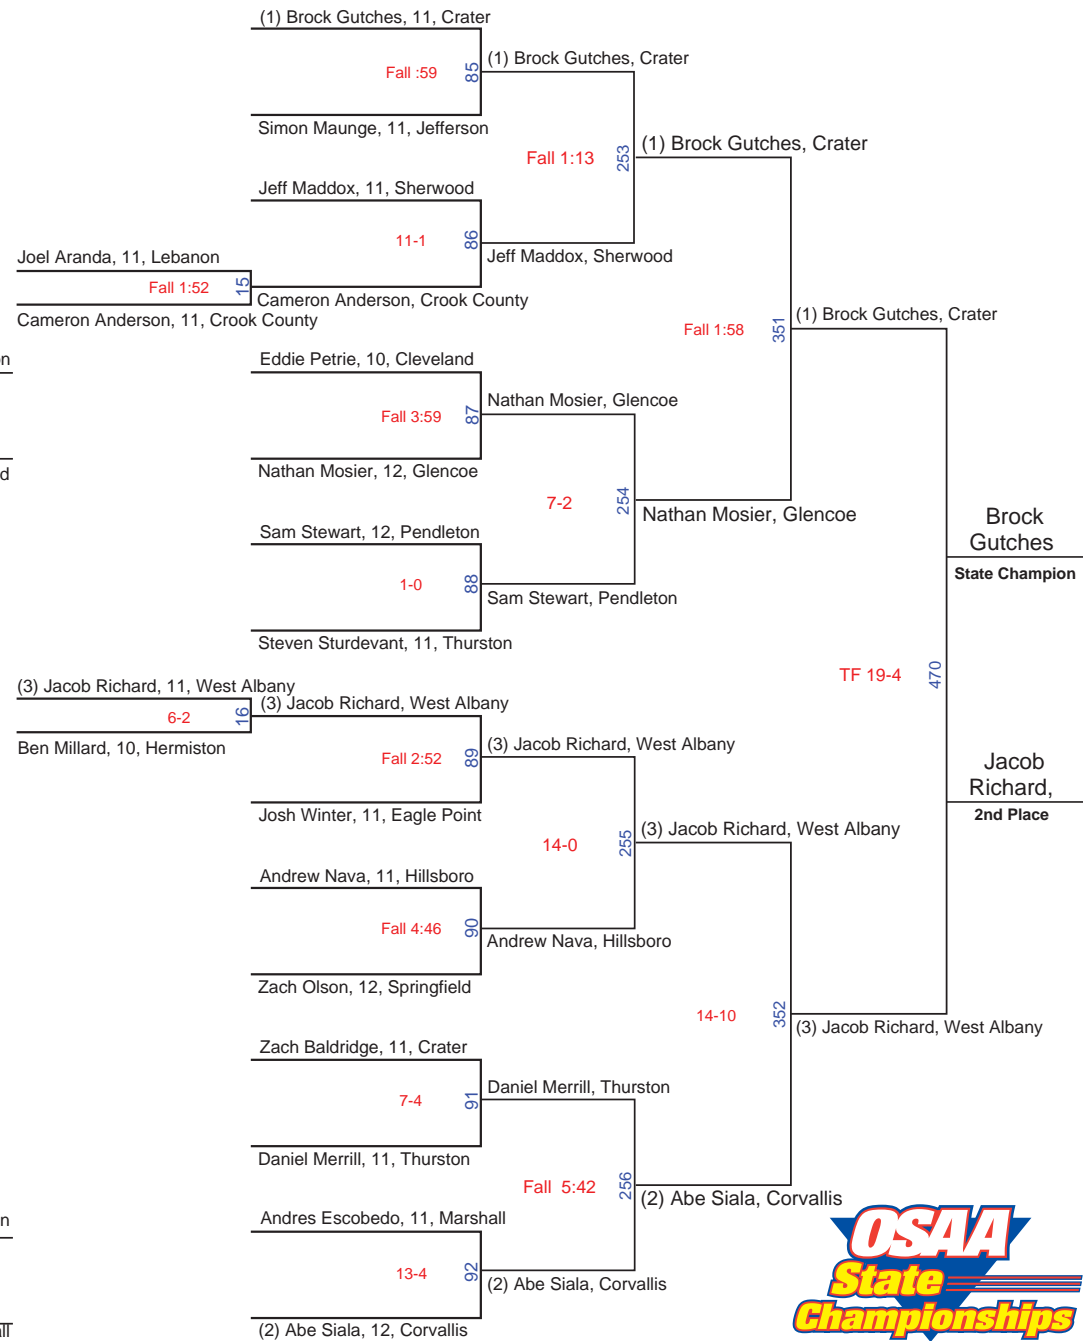 (1) Brock Gutches, 11, Crater
Fall :59
85
(1) Brock Gutches, Crater
Simon Maunge, 11, Jefferson
Fall 1:13
253
(1) Brock Gutches, Crater
Jeff Maddox, 11, Sherwood
11-1
86
Jeff Maddox, Sherwood
Joel Aranda, 11, Lebanon
Fall 1:52
15
Cameron Anderson, Crook County
Cameron Anderson, 11, Crook County
Fall 1:58
351
(1) Brock Gutches, Crater
on
Eddie Petrie, 10, Cleveland
Fall 3:59
87
Nathan Mosier, Glencoe
d
Nathan Mosier, 12, Glencoe
7-2
254
Nathan Mosier, Glencoe
Sam Stewart, 12, Pendleton
1-0
88
Sam Stewart, Pendleton
Steven Sturdevant, 11, Thurston
Brock
Gutches
State Champion
TF 19-4
470
(3) Jacob Richard, 11, West Albany
6-2
16
(3) Jacob Richard, West Albany
Ben Millard, 10, Hermiston
Fall 2:52
89
(3) Jacob Richard, West Albany
Josh Winter, 11, Eagle Point
Jacob
Richard,
2nd Place
14-0
255
(3) Jacob Richard, West Albany
Andrew Nava, 11, Hillsboro
Fall 4:46
90
Andrew Nava, Hillsboro
Zach Olson, 12, Springfield
14-10
352
(3) Jacob Richard, West Albany
Zach Baldridge, 11, Crater
7-4
91
Daniel Merrill, Thurston
Daniel Merrill, 11, Thurston
Fall 5:42
256
(2) Abe Siala, Corvallis
n
Andres Escobedo, 11, Marshall
13-4
92
(2) Abe Siala, Corvallis
all
(2) Abe Siala, 12, Corvallis
OSAA
State
Championships